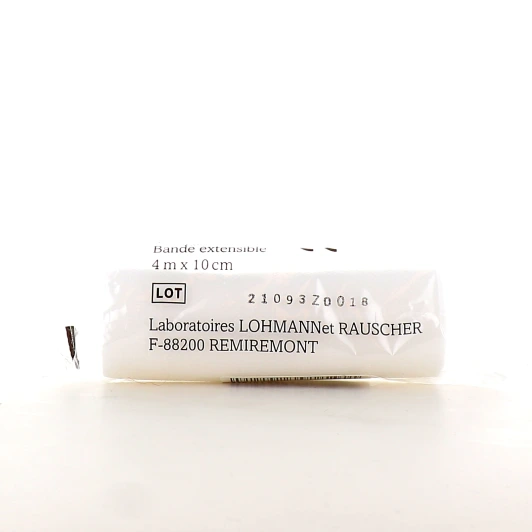 Bande extensible
4 m x 10 cm
LOT 21093Z0018
Laboratoires LOHMANNet RAUSCHER
F-88200 REMIREMONT